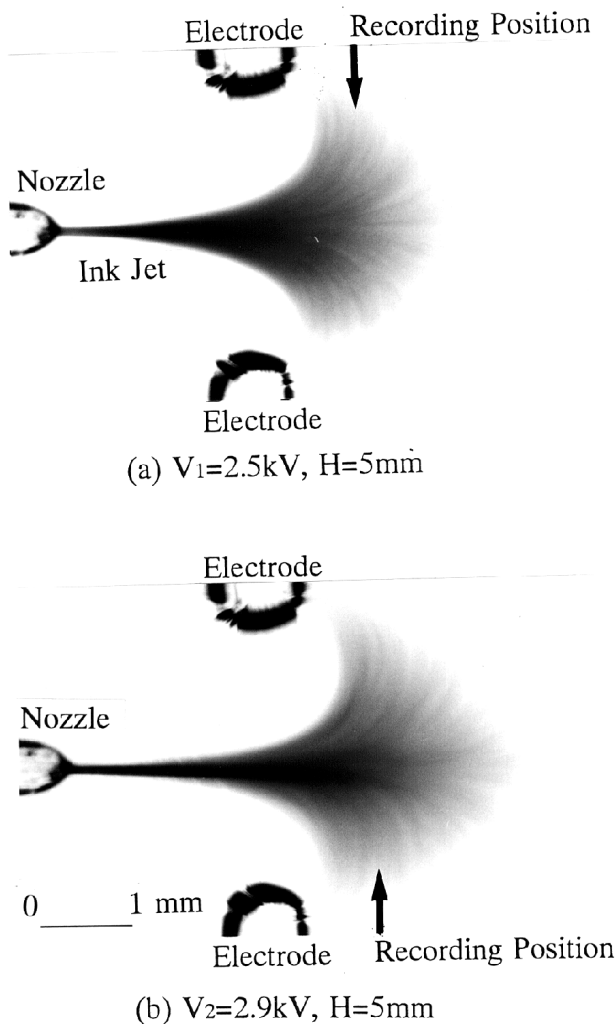 Electrode Recording Position
Nozzle
Ink Jet
Electrode
(a) V1=2.5kV, H=5mm
Electrode
Nozzle
0 1 mm
Electrode Recording Position
(b) V2=2.9kV, H=5mm